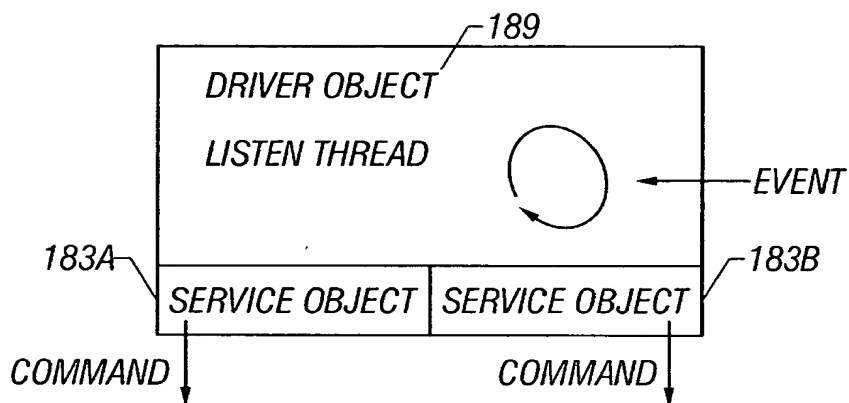 189
DRIVER OBJECT
LISTEN THREAD
EVENT
183A
183B
SERVICE OBJECT
SERVICE OBJECT
COMMAND
COMMAND